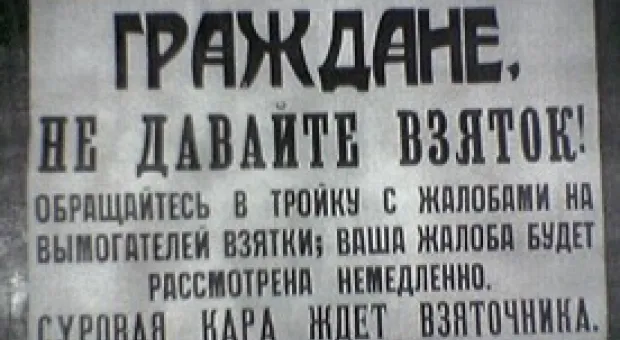 ГРАЖДАНЕ,
НЕ ДАВАЙТЕ ВЗЯТОК!
ОБРАЩАЙТЕСЬ В ТРОЙКУ С ЖАЛОБАМИ НА
ВЫМОГАТЕЛЕЙ ВЗЯТКИ; ВАША ЖАЛОБА БУДЕТ
РАССМОТРЕНА НЕМЕДЛЕННО.
СУРОВАЯ КАРА ЖДЕТ ВЗЯТОЧНИКА.